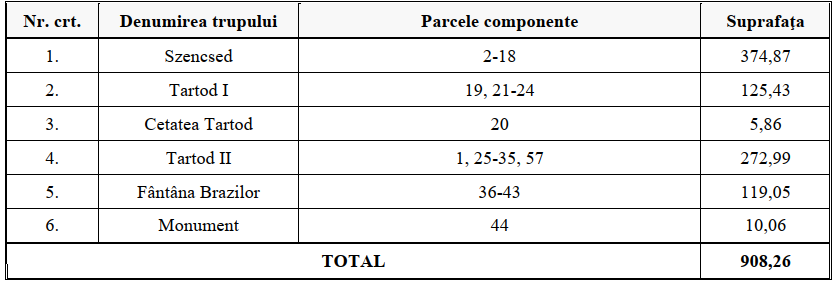 Nr. crt. Denumirea trupului Parcele componente Suprafaţa
1. Szencsed 2-18 374,87
2. Tartod I 19, 21-24 125,43
3. Cetatea Tartod 20 5,86
4. Tartod II 1, 25-35, 57 272,99
5. Fântâna Brazilor 36-43 119,05
6. Monument 44 10,06
TOTAL 908,26